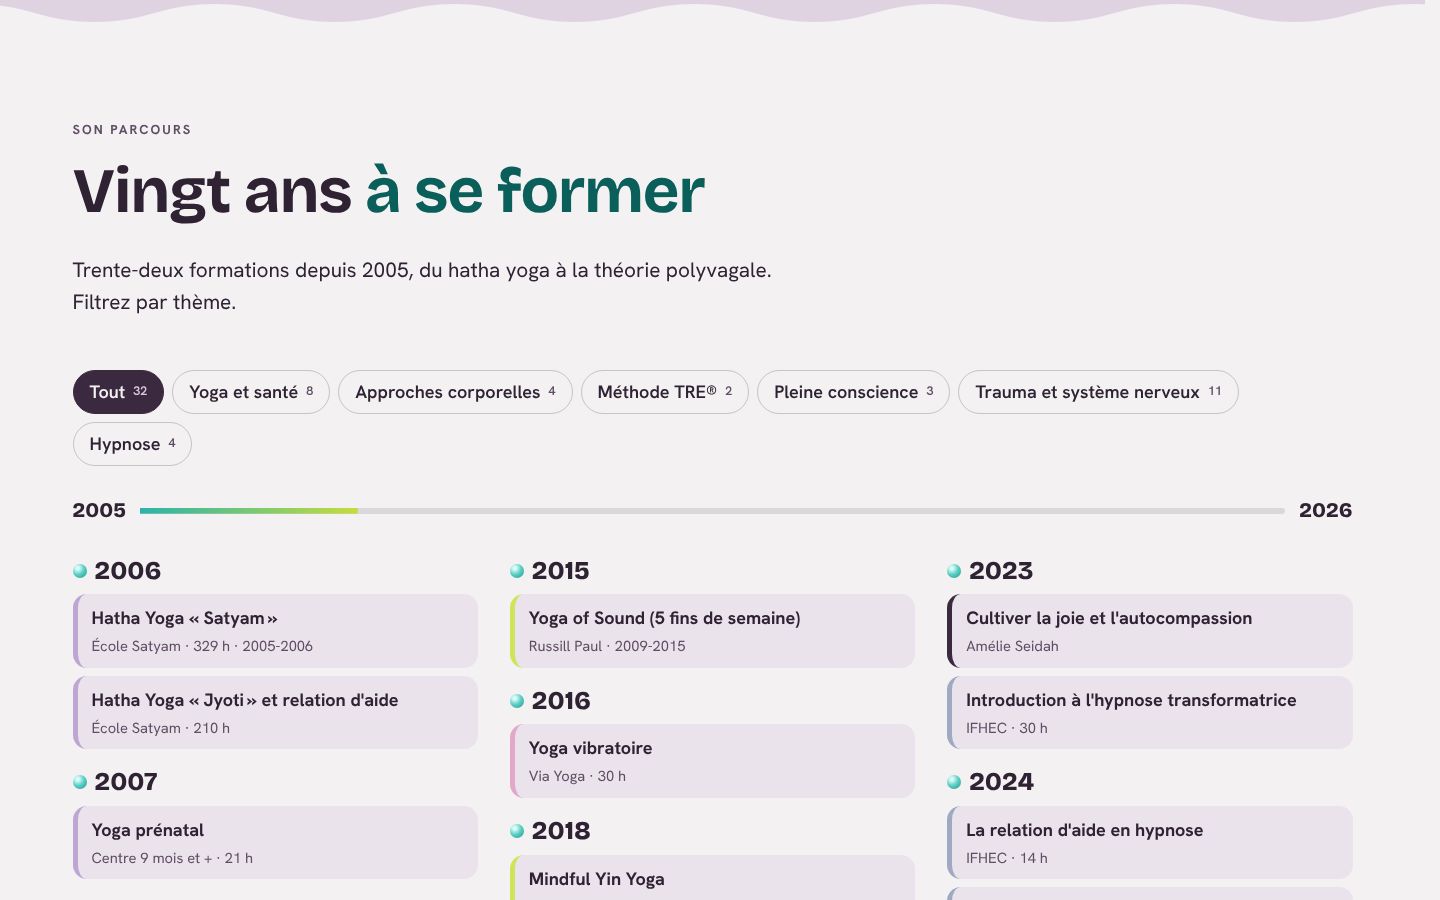 SON PARCOURS
Vingt ans à se former
Trente-deux formations depuis 2005, du hatha yoga à la théorie polyvagale.
Filtrez par thème.
Tout 32
Yoga et santé 8
Approches corporelles 4
Méthode TRE® 2
Pleine conscience 3
Trauma et système nerveux 11
Hypnose 4
2005
2026
2006
Hatha Yoga « Satyam »
École Satyam · 329 h · 2005-2006
Hatha Yoga « Jyoti » et relation d'aide
École Satyam · 210 h
2007
Yoga prénatal
Centre 9 mois et + · 21 h
2015
Yoga of Sound (5 fins de semaine)
Russill Paul · 2009-2015
2016
Yoga vibratoire
Via Yoga · 30 h
2018
Mindful Yin Yoga
2023
Cultiver la joie et l'autocompassion
Amélie Seidah
Introduction à l'hypnose transformatrice
IFHEC · 30 h
2024
La relation d'aide en hypnose
IFHEC · 14 h